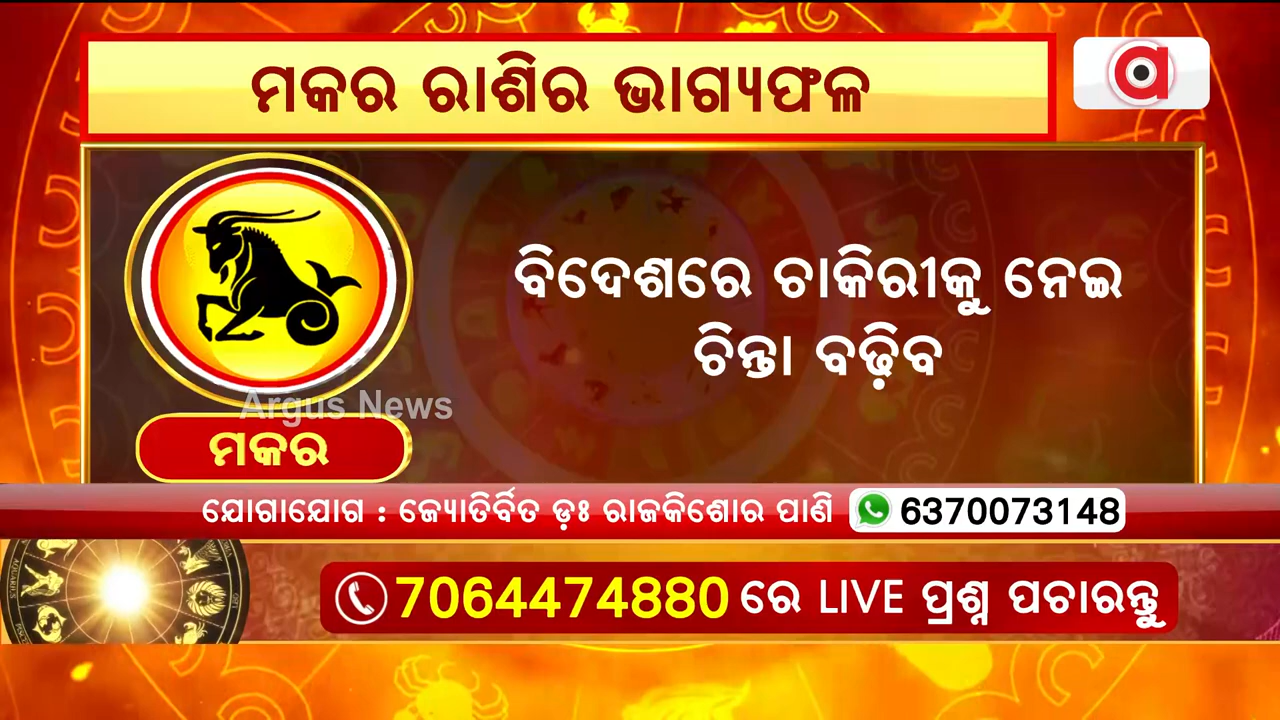 ମକର ରାଶିର ଭାଗ୍ୟଫଳ
a
ବିଦେଶରେ ଚାକିରୀକୁ ନେଇ
ଚିନ୍ତା ବଢ଼ିବ
Argus News
ମକର
ଯୋଗାଯୋଗ : ଜ୍ୟୋତିର୍ବିତ ଡ଼ଃ ରାଜକିଶୋର ପାଣି 6370073148
7064474880 ରେ LIVE ପ୍ରଶ୍ନ ପଚାରନ୍ତୁ